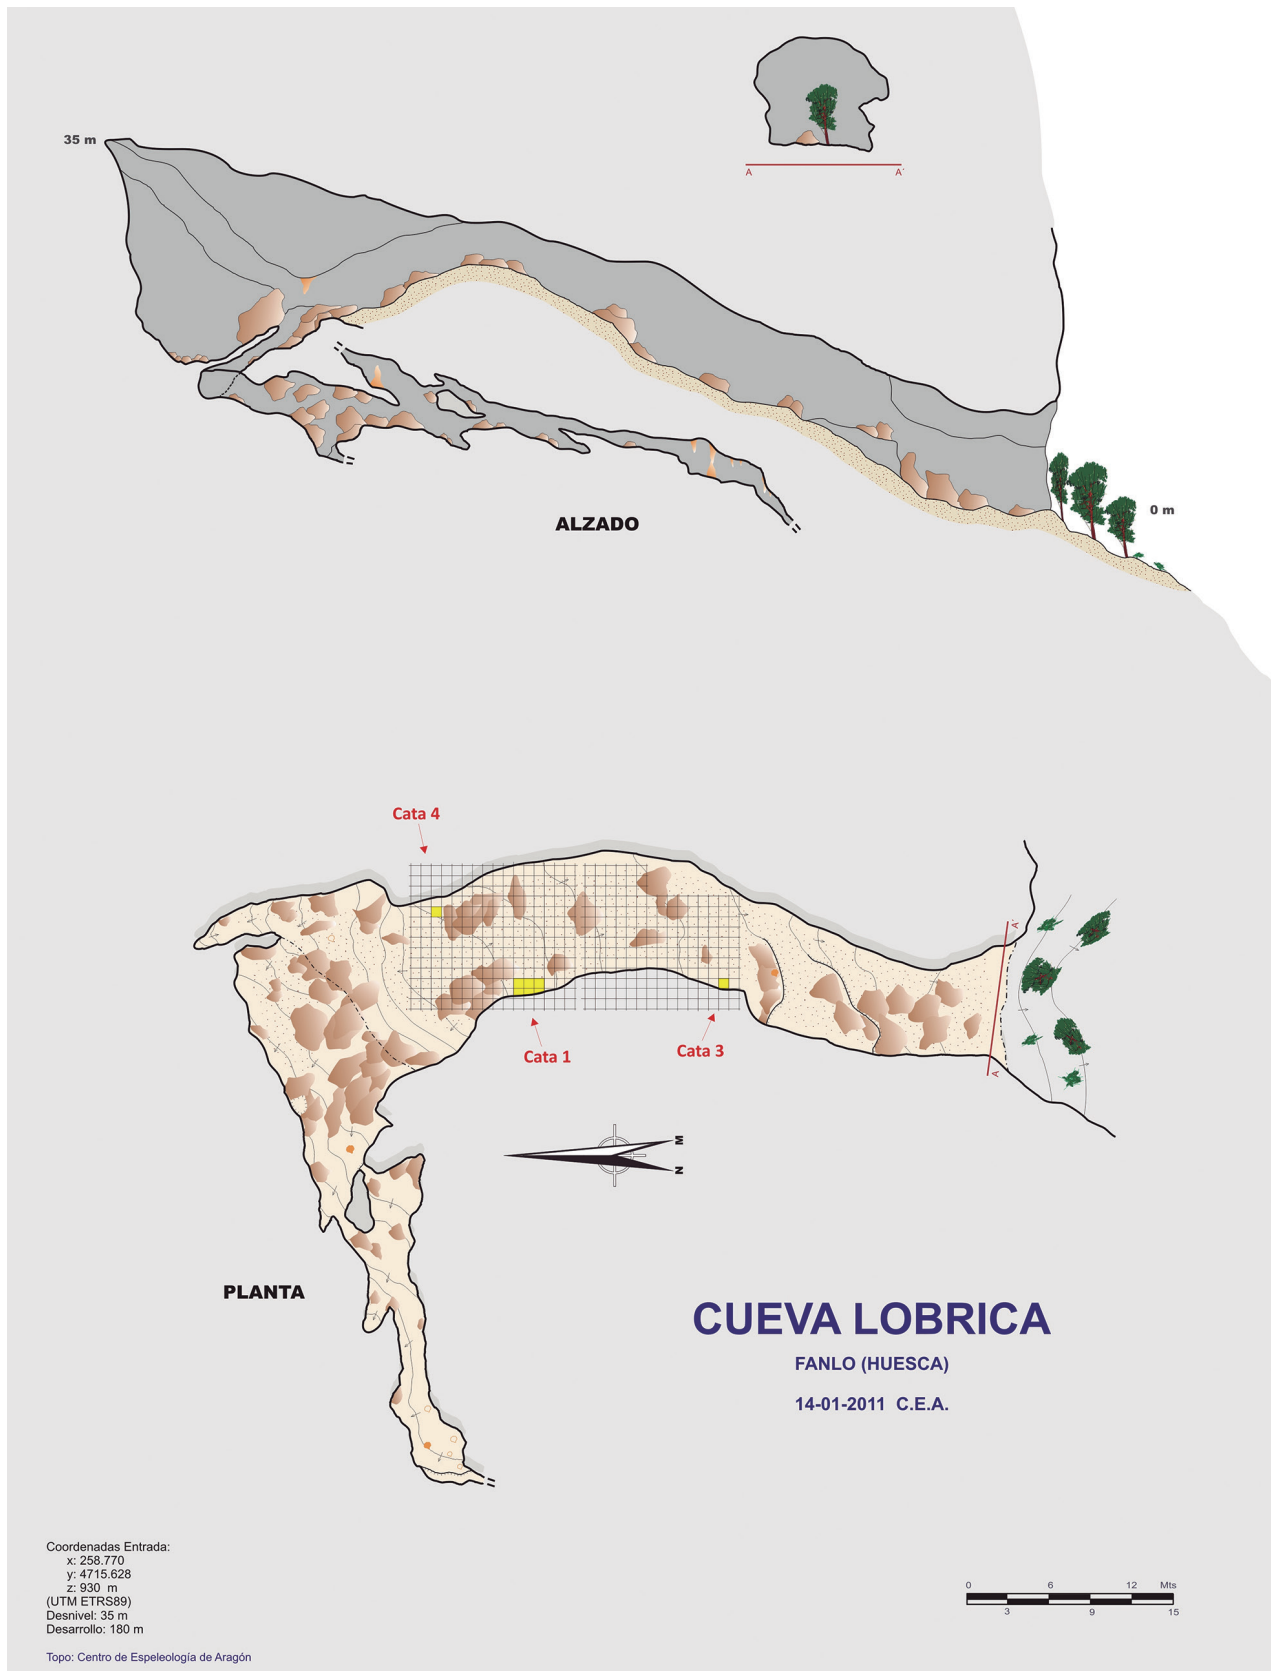 35 m
A A'
ALZADO
0 m
Cata 4
A'
Cata 1
Cata 3
A
M
N
PLANTA
CUEVA LOBRICA
FANLO (HUESCA)
14-01-2011 C.E.A.
Coordenadas Entrada:
x: 258.770
y: 4715.628
z: 930 m
(UTM ETRS89)
Desnivel: 35 m
Desarrollo: 180 m
Topo: Centro de Espeleología de Aragón
0 6 12 Mts
3 9 15